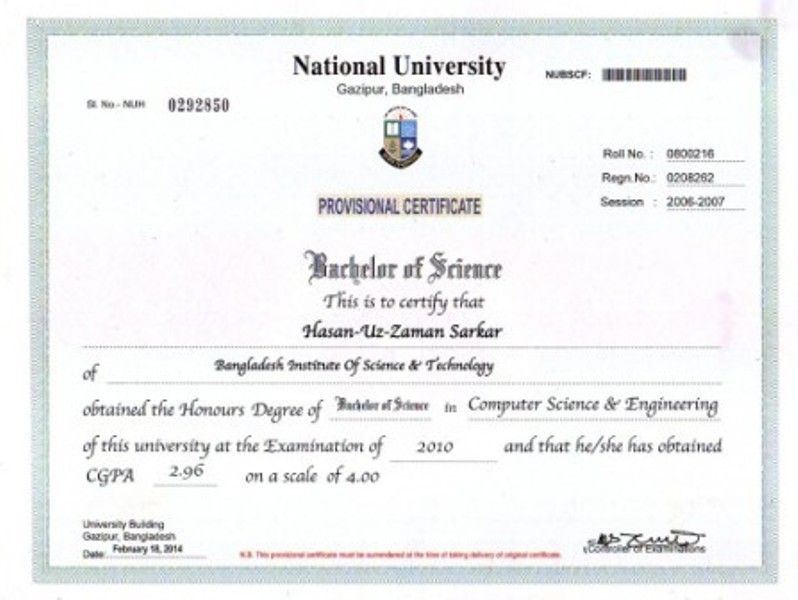 National University
Gazipur, Bangladesh
NUBSCF:
Sl. No.- NUH 0292850
Roll No. : 0600216
Regn.No.: 0208262
Session : 2006-2007
PROVISIONAL CERTIFICATE
Bachelor of Science
This is to certify that
Hasan-Uz-Zaman Sarkar
of Bangladesh Institute Of Science & Technology
obtained the Honours Degree of Bachelor of Science in Computer Science & Engineering
of this university at the Examination of 2010 and that he/she has obtained
CGPA 2.96 on a scale of 4.00
University Building
Gazipur, Bangladesh
Date: February 18, 2014
N.B. This provisional certificate must be surrendered at the time of taking delivery of original certificate.
Controller of Examinations